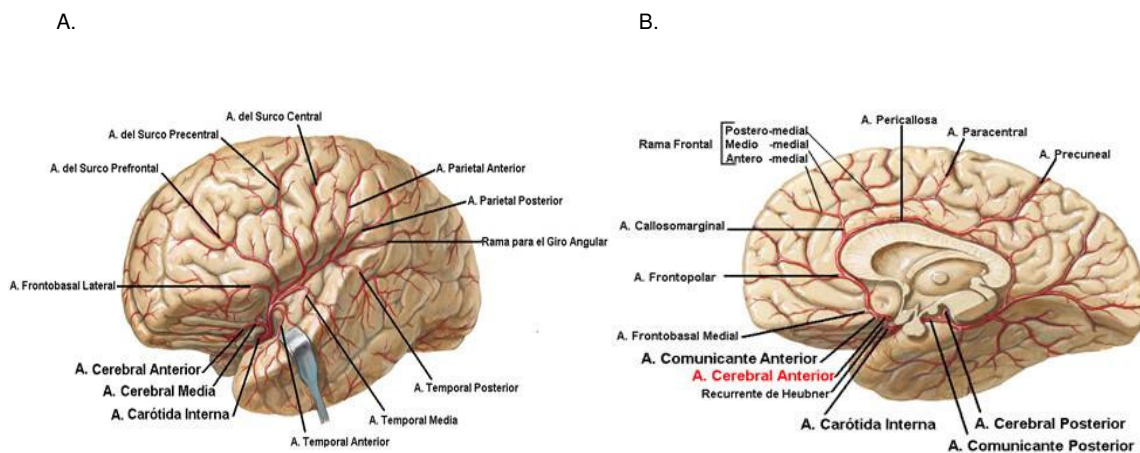 A.
B.
A. del Surco Central
A. del Surco Precentral
A. del Surco Prefrontal
A. Parietal Anterior
A. Parietal Posterior
Rama para el Giro Angular
A. Frontobasal Lateral
A. Cerebral Anterior
A. Cerebral Media
A. Carótida Interna
A. Temporal Anterior
A. Temporal Media
A. Temporal Posterior
A. Pericallosa
Rama Frontal
Postero-medial
Medio -medial
Antero -medial
A. Paracentral
A. Precuneal
A. Callosomarginal
A. Frontopolar
A. Frontobasal Medial
A. Comunicante Anterior
A. Cerebral Anterior
Recurrente de Heubner
A. Carótida Interna
A. Cerebral Posterior
A. Comunicante Posterior